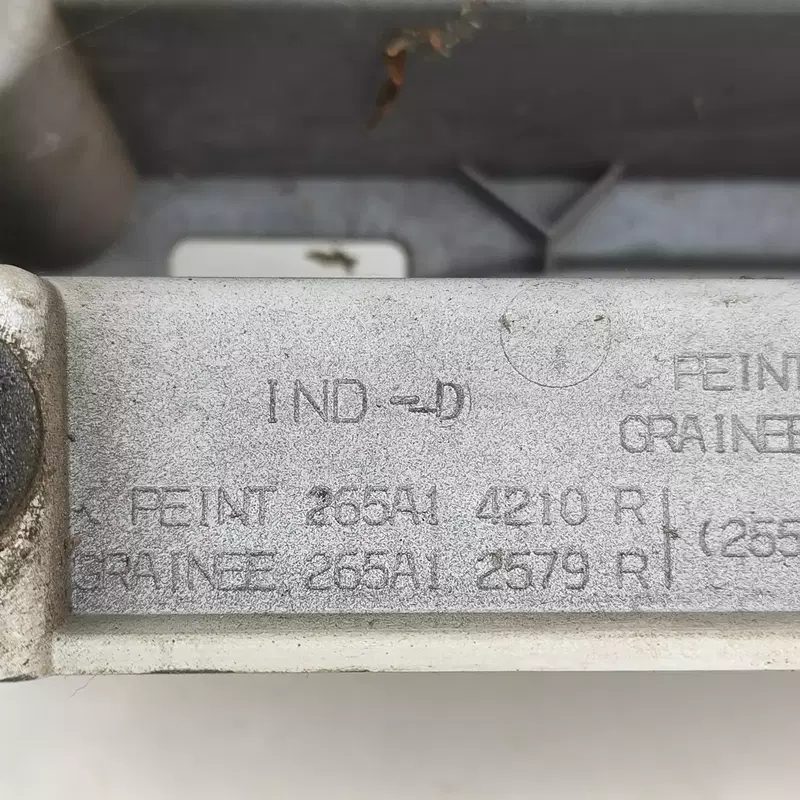 IND-D
PEINT
GRAINEE
PEINT 265A1 4210 R
GRAINEE 265A1 2579 R
(255